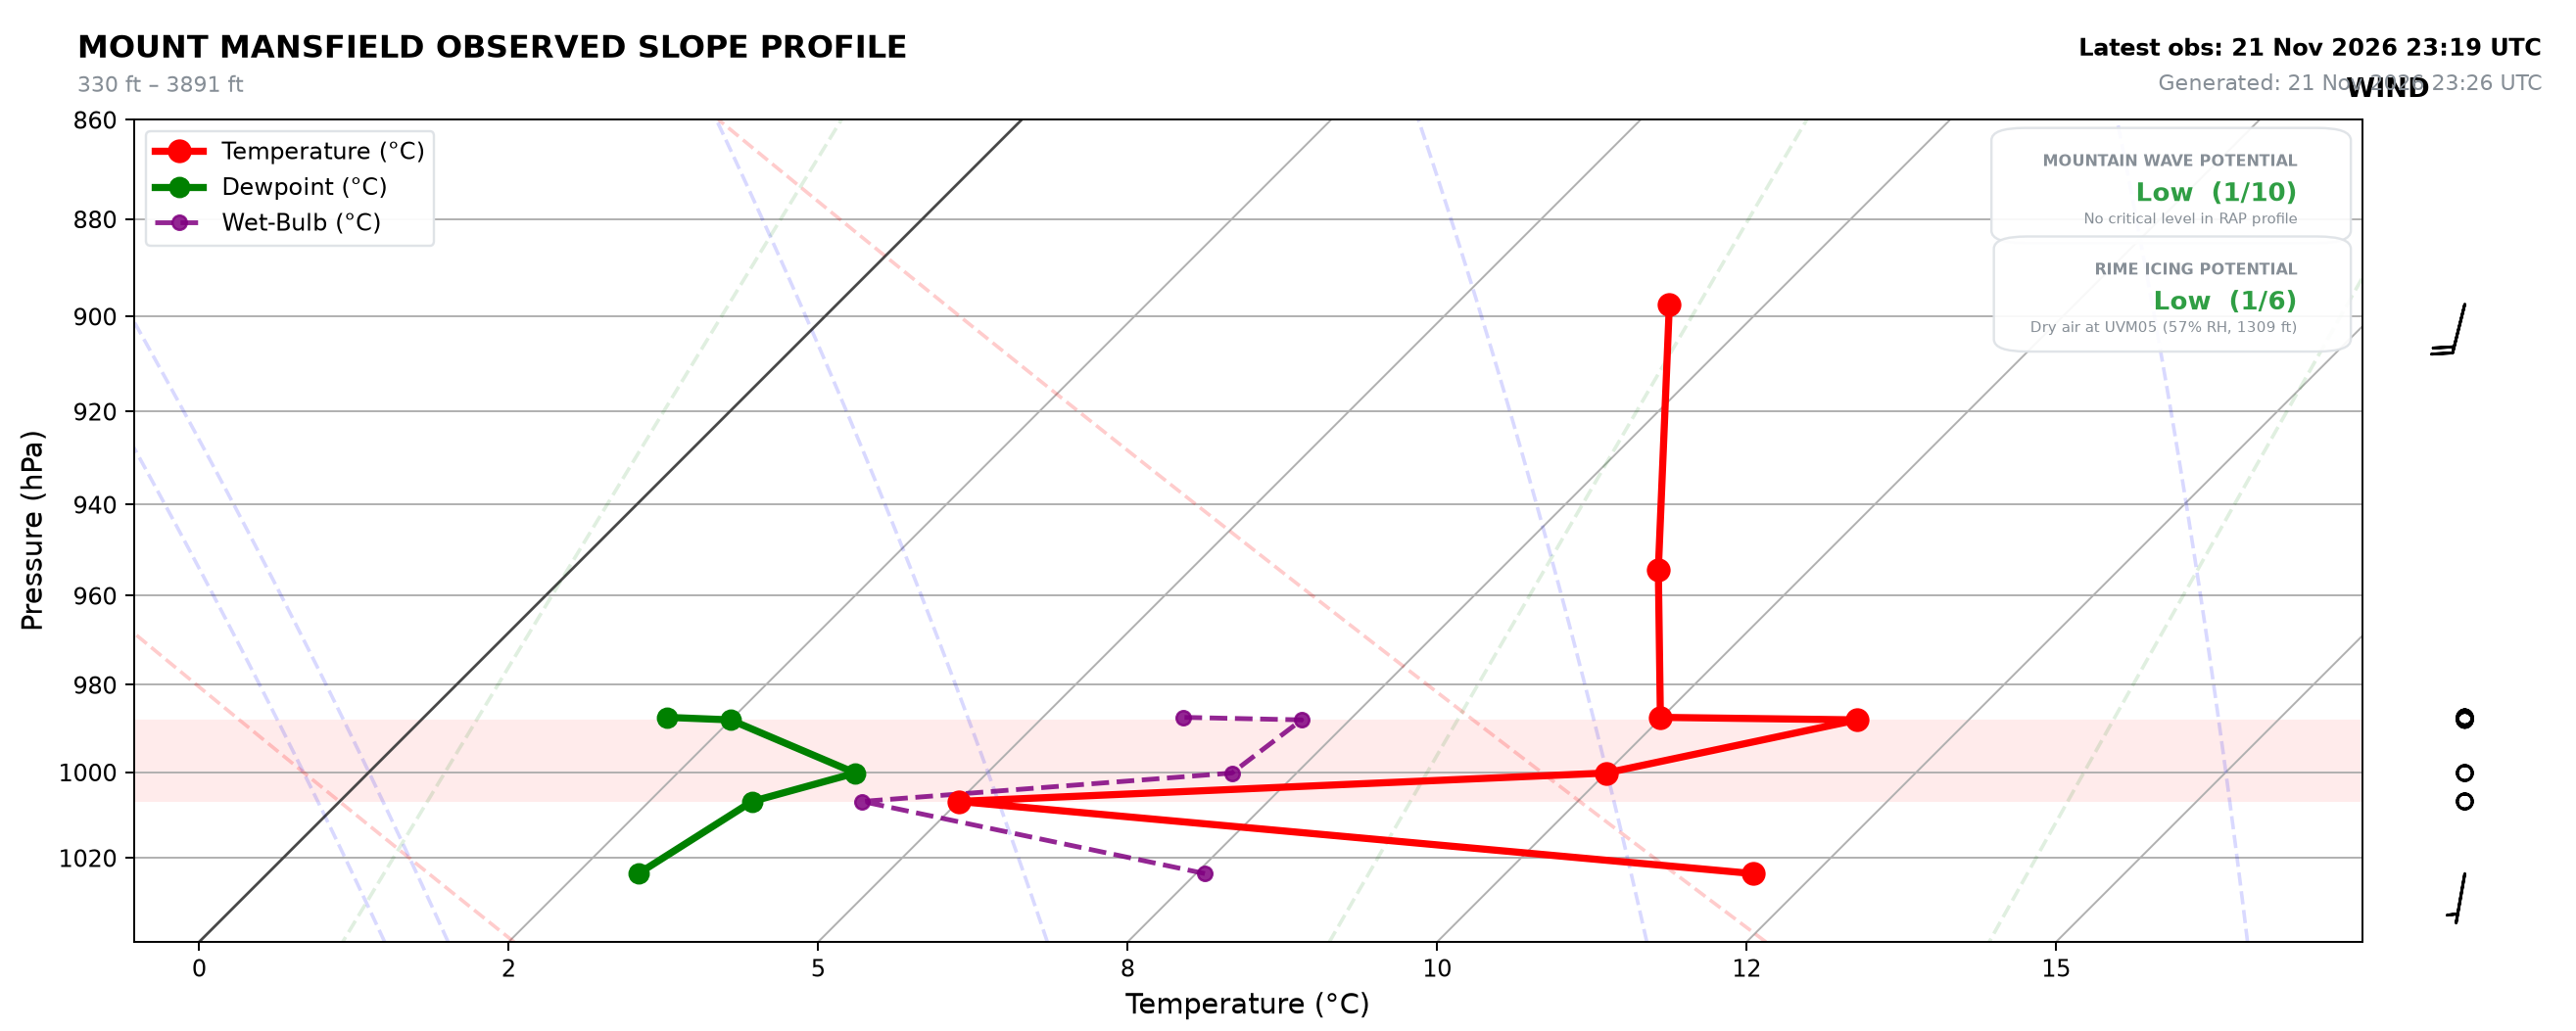 MOUNT MANSFIELD OBSERVED SLOPE PROFILE
330 ft – 3891 ft
Latest obs: 21 Nov 2026 23:19 UTC
Generated: 21 Nov 2026 23:26 UTC
WIND
Temperature (°C)
Dewpoint (°C)
Wet-Bulb (°C)
MOUNTAIN WAVE POTENTIAL
Low (1/10)
No critical level in RAP profile
RIME ICING POTENTIAL
Low (1/6)
Dry air at UVM05 (57% RH, 1309 ft)
Pressure (hPa)
860
880
900
920
940
960
980
1000
1020
0 2 5 8 10 12 15
Temperature (°C)